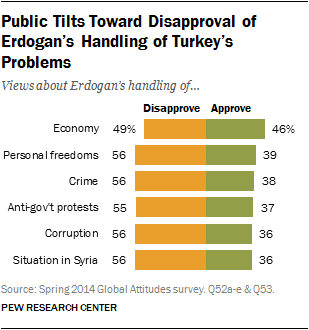 Public Tilts Toward Disapproval of
Erdogan's Handling of Turkey's
Problems
Views about Erdogan's handling of...
Disapprove Approve
Economy 49% 46%
Personal freedoms 56 39
Crime 56 38
Anti-gov't protests 55 37
Corruption 56 36
Situation in Syria 56 36
Source: Spring 2014 Global Attitudes survey. Q52a-e & Q53.
PEW RESEARCH CENTER